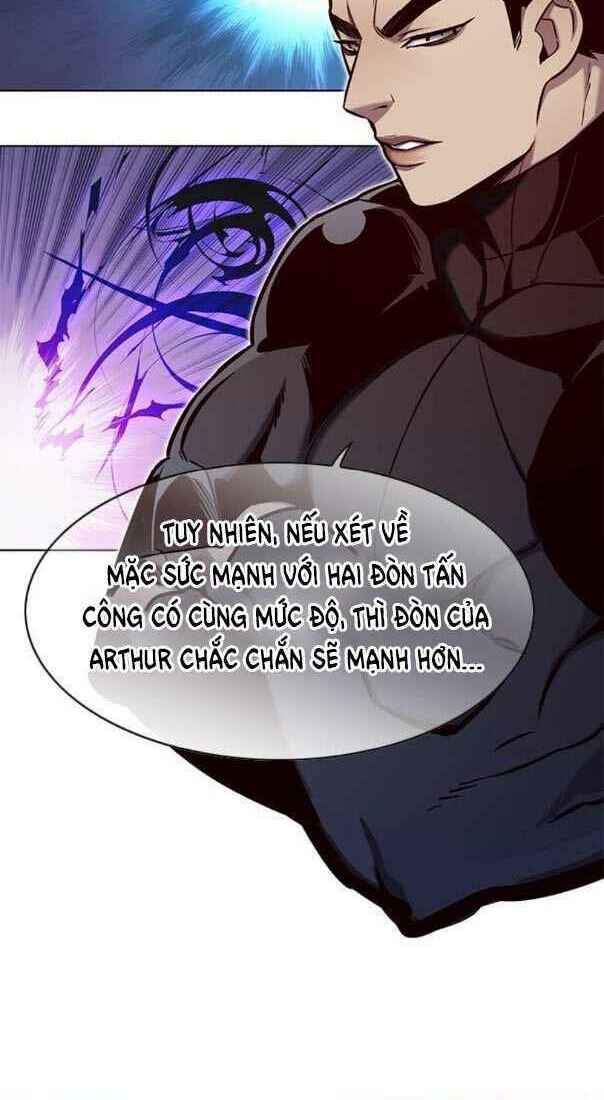 TUY NHIÊN, NẾU XÉT VỀ
MẶC SỨC MẠNH VỚI HAI ĐÒN TẤN
CÔNG CÓ CÙNG MỨC ĐỘ, THÌ ĐÒN CỦA
ARTHUR CHẮC CHẮN SẼ MẠNH HƠN...